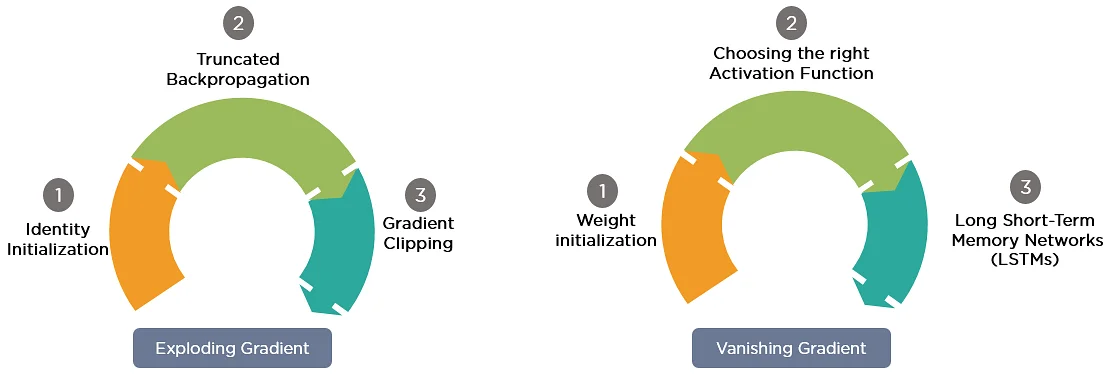 2
Truncated
Backpropagation
1
Identity
Initialization
3
Gradient
Clipping
Exploding Gradient
2
Choosing the right
Activation Function
1
Weight
initialization
3
Long Short-Term
Memory Networks
(LSTMs)
Vanishing Gradient